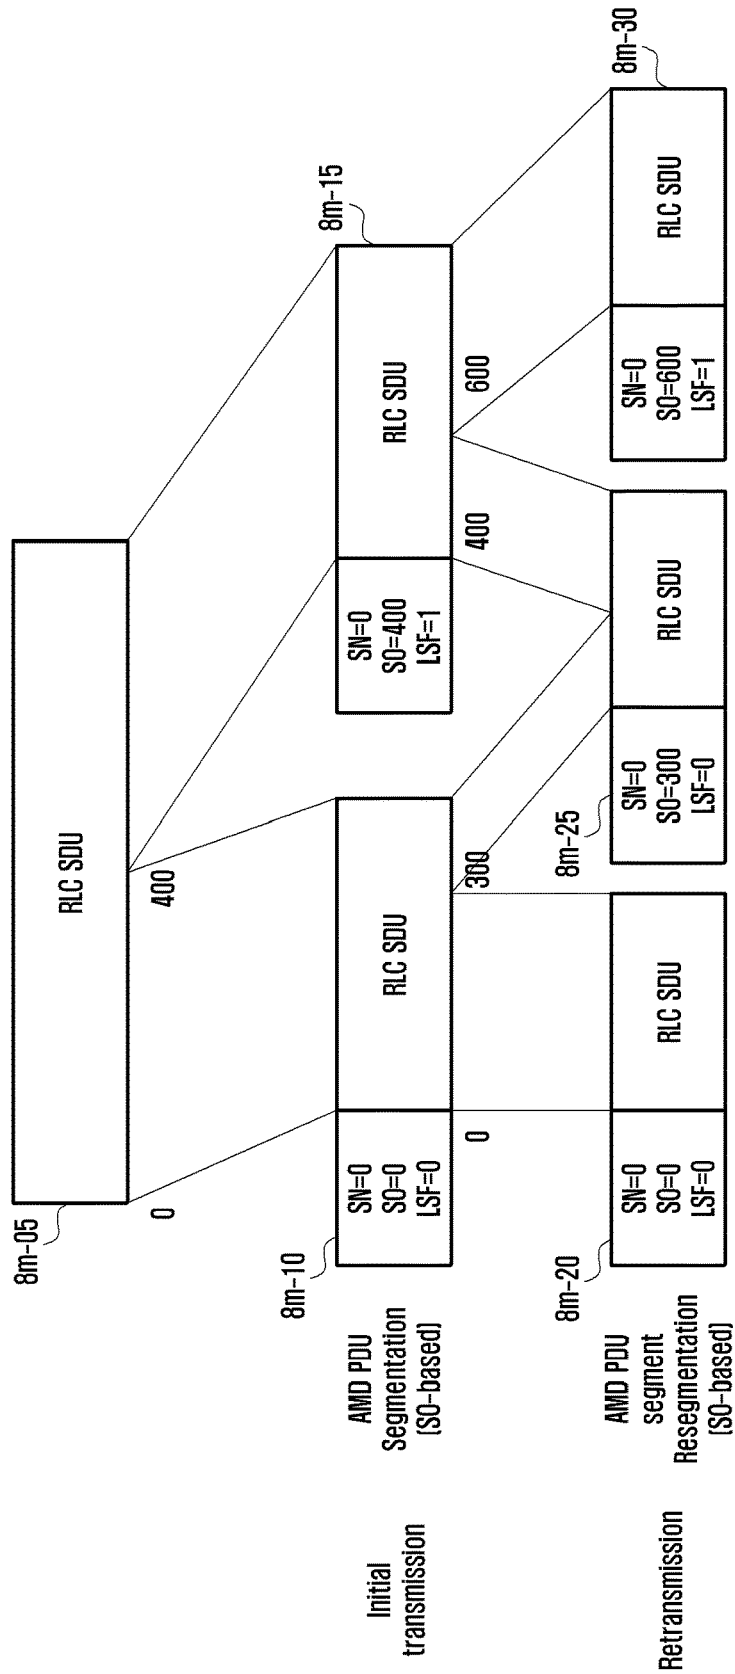 8m-05
RLC SDU
0
400
Initial
transmission
AMD PDU
Segmentation
(SO-based)
8m-10
SN=0
SO=0
LSF=0
RLC SDU
8m-15
SN=0
SO=400
LSF=1
RLC SDU
0
300
400
600
Retransmission
AMD PDU
segment
Resegmentation
(SO-based)
8m-20
SN=0
SO=0
LSF=0
RLC SDU
8m-25
SN=0
SO=300
LSF=0
RLC SDU
8m-30
SN=0
SO=600
LSF=1
RLC SDU